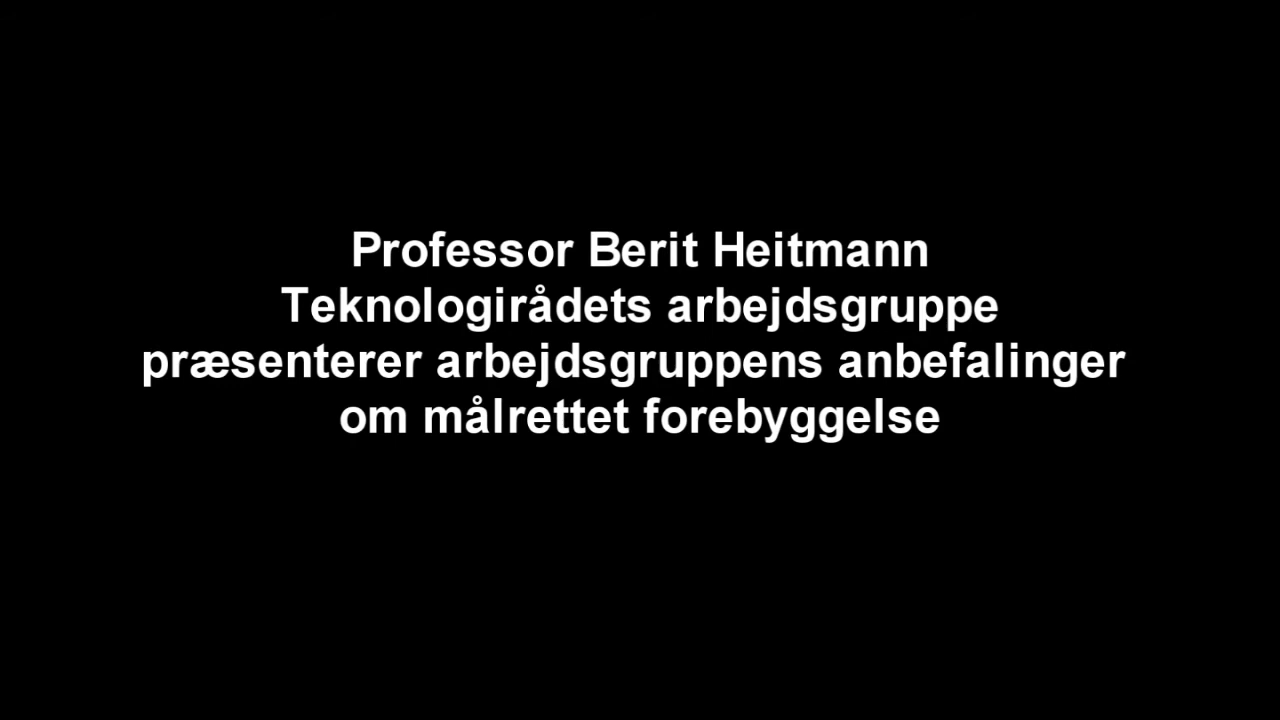 Professor Berit Heitmann
Teknologirådets arbejdsgruppe
præsenterer arbejdsgruppens anbefalinger
om målrettet forebyggelse